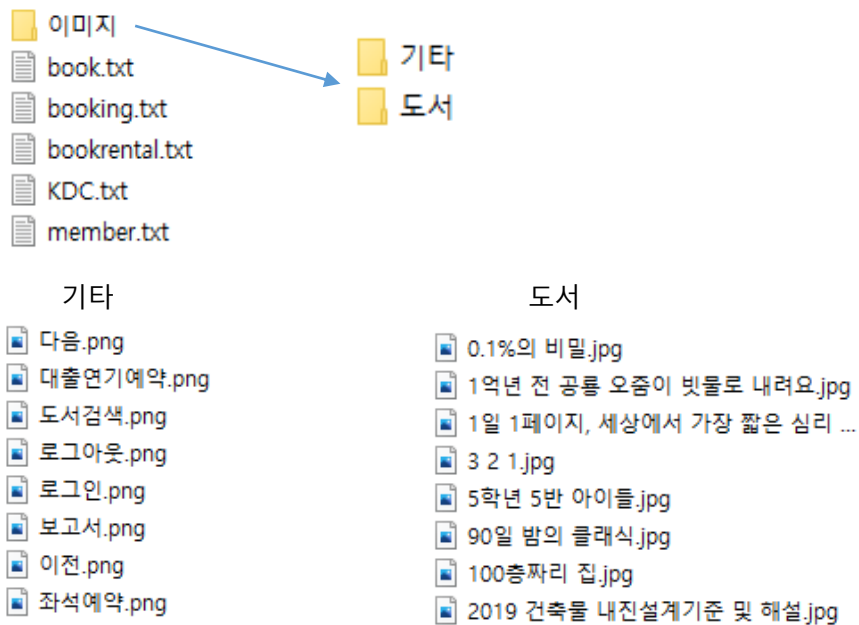 이미지
book.txt
booking.txt
bookrental.txt
KDC.txt
member.txt
기타
도서
기타
다음.png
대출연기예약.png
도서검색.png
로그아웃.png
로그인.png
보고서.png
이전.png
좌석예약.png
도서
0.1%의 비밀.jpg
1억년 전 공룡 오줌이 빗물로 내려요.jpg
1일 1페이지, 세상에서 가장 짧은 심리 ...
3 2 1.jpg
5학년 5반 아이들.jpg
90일 밤의 클래식.jpg
100층짜리 집.jpg
2019 건축물 내진설계기준 및 해설.jpg